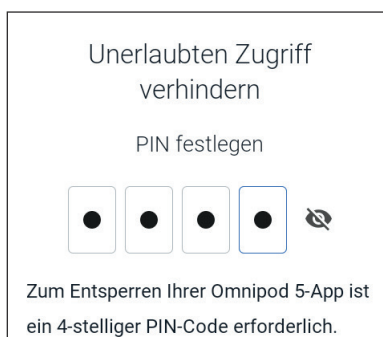 Unerlaubten Zugriff
verhindern
PIN festlegen
Zum Entsperren Ihrer Omnipod 5-App ist
ein 4-stelliger PIN-Code erforderlich.